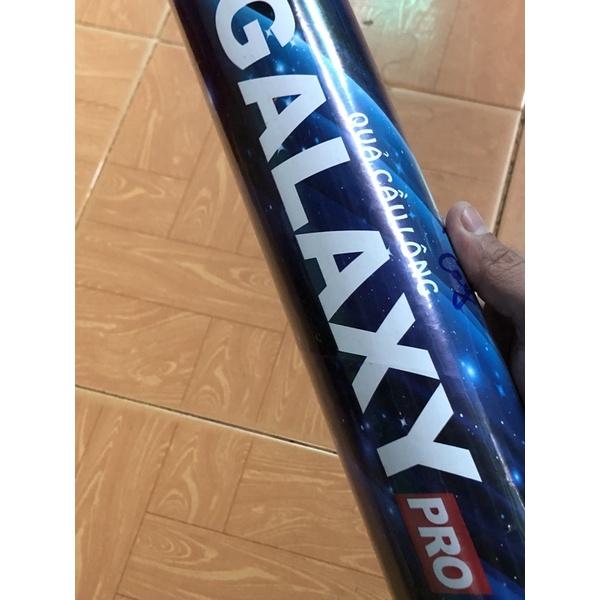 GALAXY
QUẢ CẦU LÔNG
PRO